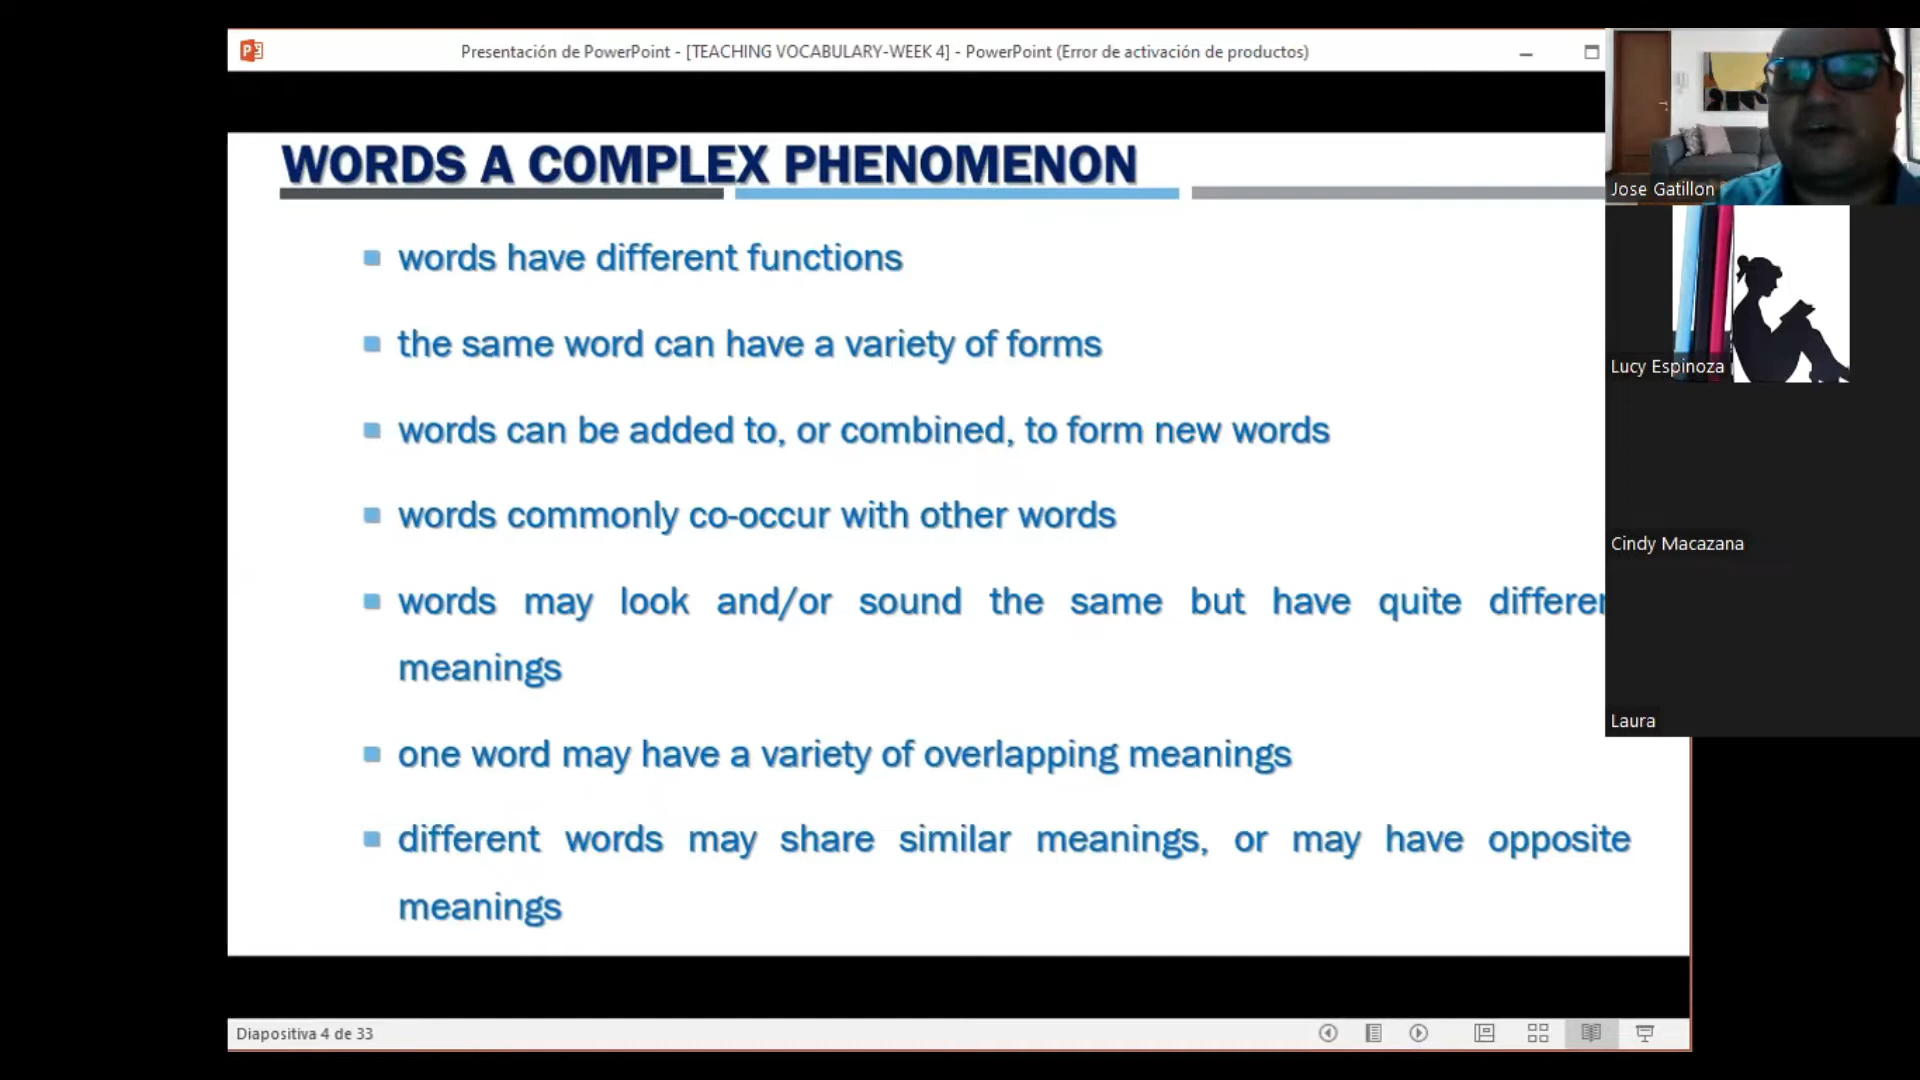 Presentación de PowerPoint - [TEACHING VOCABULARY-WEEK 4] - PowerPoint (Error de activación de productos)
WORDS A COMPLEX PHENOMENON
words have different functions
the same word can have a variety of forms
words can be added to, or combined, to form new words
words commonly co-occur with other words
words may look and/or sound the same but have quite differen
meanings
one word may have a variety of overlapping meanings
different words may share similar meanings, or may have opposite
meanings
Diapositiva 4 de 33
Jose Gatillon
Lucy Espinoza
Cindy Macazana
Laura